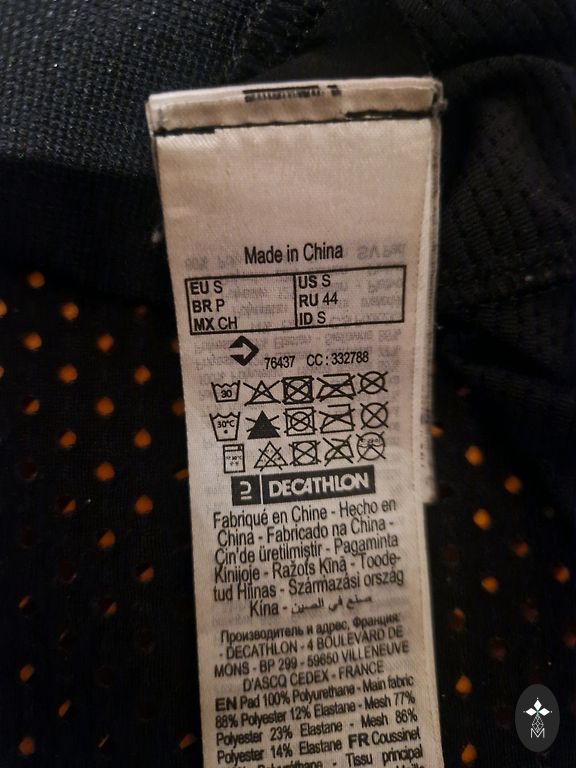 Made in China
EU S US S
BR P RU 44
MX CH ID S
76437 CC : 332788
30
30°C
DECATHLON
Fabriqué en Chine - Hecho en
China - Fabricado na China -
Çin'de üretilmiştir - Pagaminta
Kinijoje - Ražots Ķīnā - Toode-
tud Hiinas - Származási ország
Kína - صنع في الصين
Производитель и адрес, Франция:
- DECATHLON - 4 BOULEVARD DE
MONS - BP 299 - 59650 VILLENEUVE
D'ASCQ CEDEX - FRANCE
EN Pad 100% Polyurethane - Main fabric
88% Polyester 12% Elastane - Mesh 77%
Polyester 23% Elastane - Mesh 86%
Polyester 14% Elastane FR Coussinet
100% Polyuréthane - Tissu principal
M